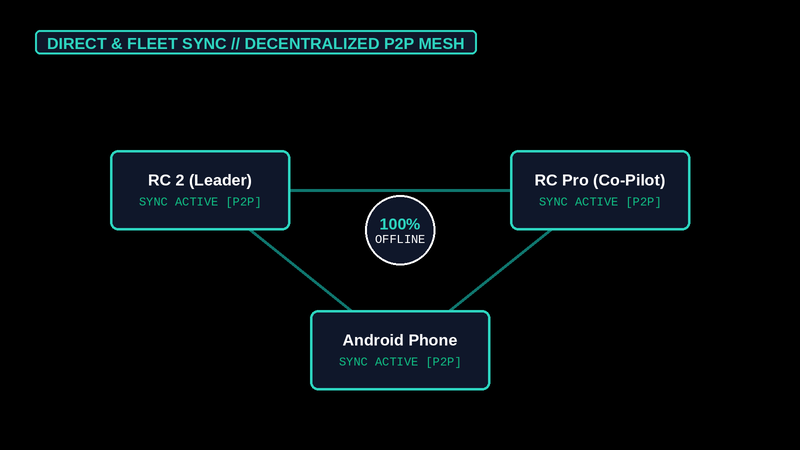 DIRECT & FLEET SYNC // DECENTRALIZED P2P MESH
RC 2 (Leader)
SYNC ACTIVE [P2P]
RC Pro (Co-Pilot)
SYNC ACTIVE [P2P]
100%
OFFLINE
Android Phone
SYNC ACTIVE [P2P]